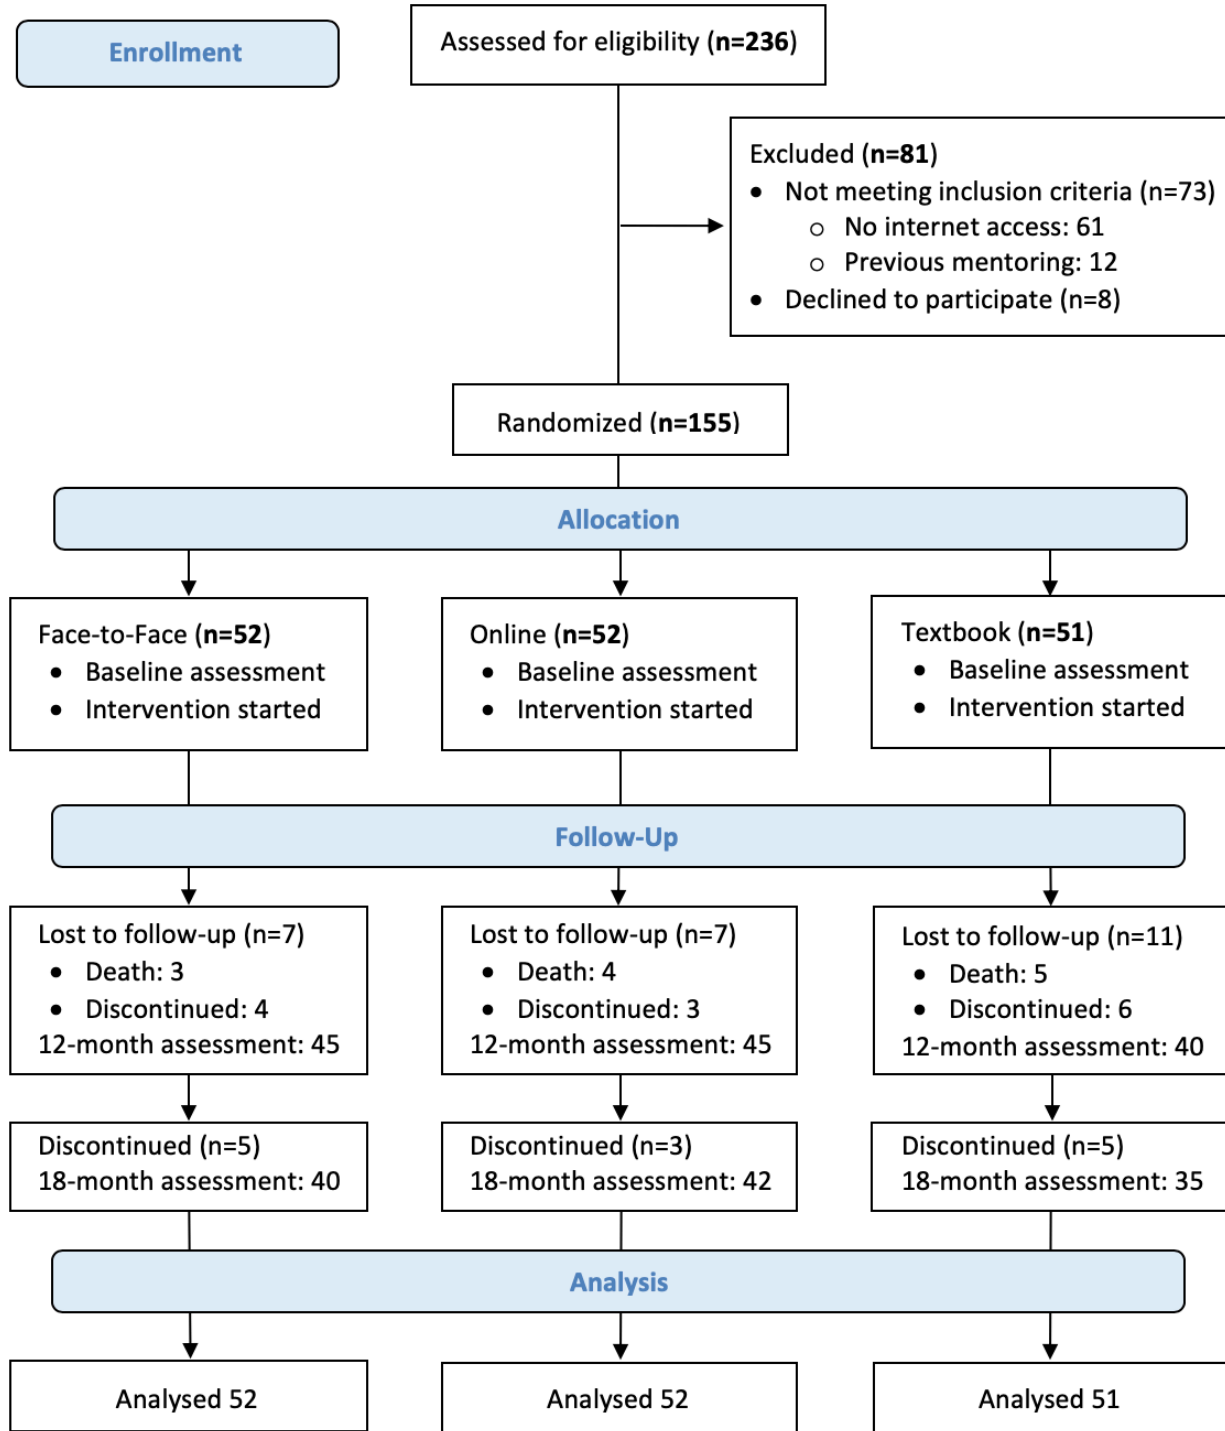 Enrollment
Assessed for eligibility (n=236)
Excluded (n=81)
• Not meeting inclusion criteria (n=73)
o No internet access: 61
o Previous mentoring: 12
• Declined to participate (n=8)
Randomized (n=155)
Allocation
Face-to-Face (n=52)
• Baseline assessment
• Intervention started
Online (n=52)
• Baseline assessment
• Intervention started
Textbook (n=51)
• Baseline assessment
• Intervention started
Follow-Up
Lost to follow-up (n=7)
• Death: 3
• Discontinued: 4
12-month assessment: 45
Lost to follow-up (n=7)
• Death: 4
• Discontinued: 3
12-month assessment: 45
Lost to follow-up (n=11)
• Death: 5
• Discontinued: 6
12-month assessment: 40
Discontinued (n=5)
18-month assessment: 40
Discontinued (n=3)
18-month assessment: 42
Discontinued (n=5)
18-month assessment: 35
Analysis
Analysed 52
Analysed 52
Analysed 51